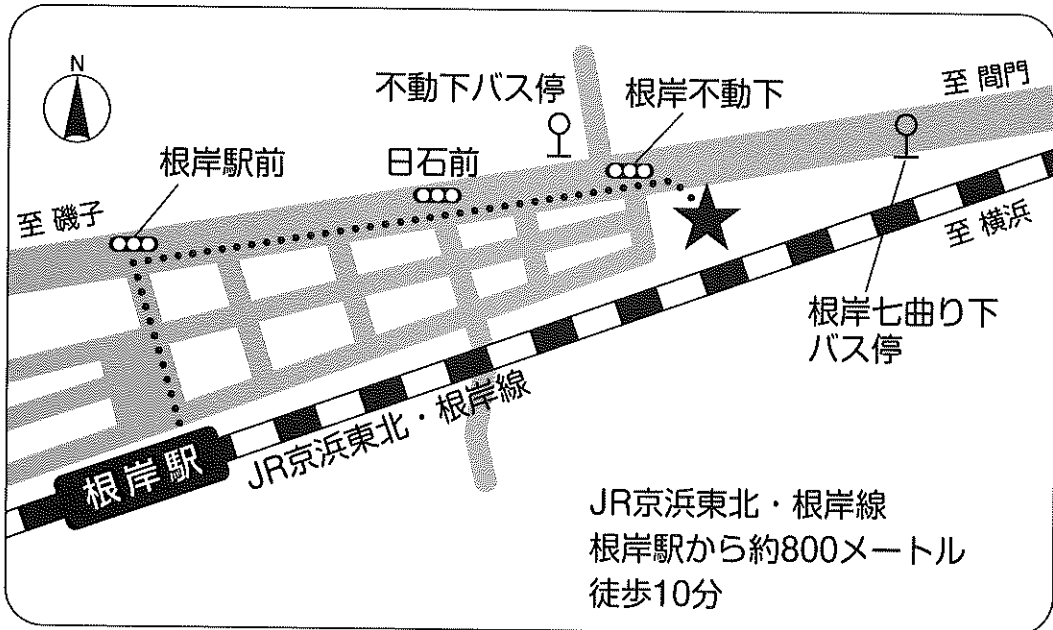 N
不動下バス停
根岸不動下
至 間門
根岸駅前
日石前
至 磯子
至 横浜
根岸七曲り下
バス停
JR京浜東北・根岸線
根岸駅
JR京浜東北・根岸線
根岸駅から約800メートル
徒歩10分